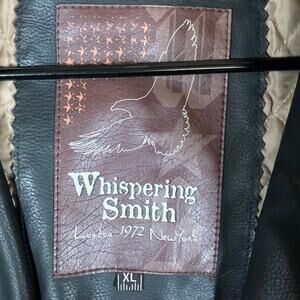 Whispering
Smith
London 1972 New York
XL